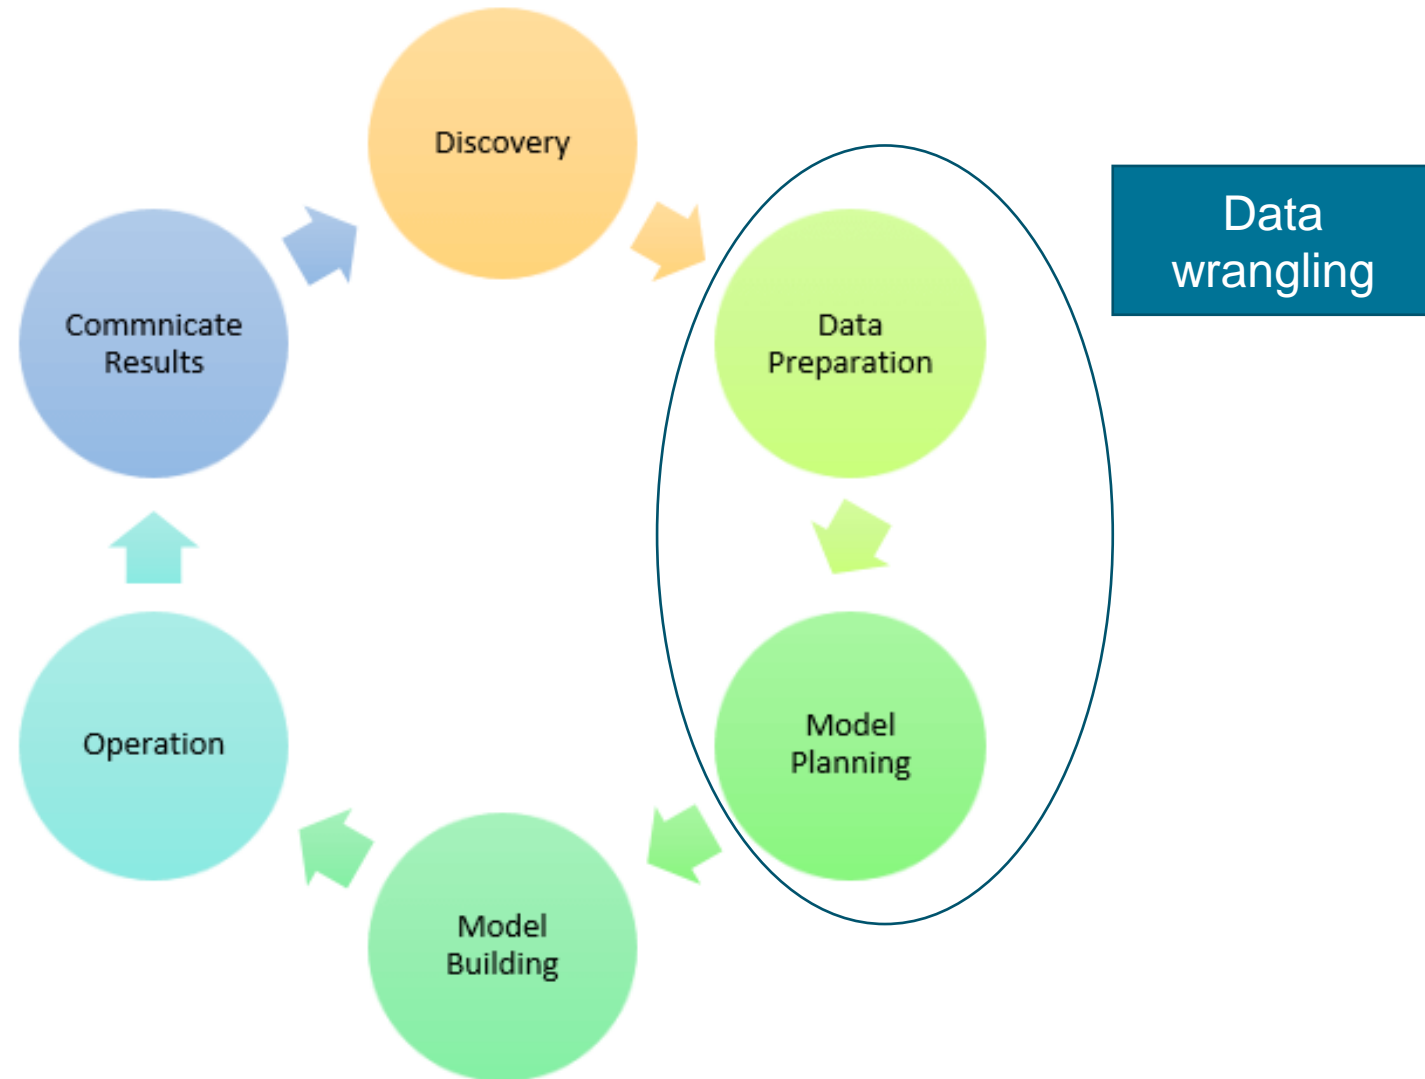 Discovery
Data
wrangling
Data
Preparation
Model
Planning
Model
Building
Operation
Commnicate
Results